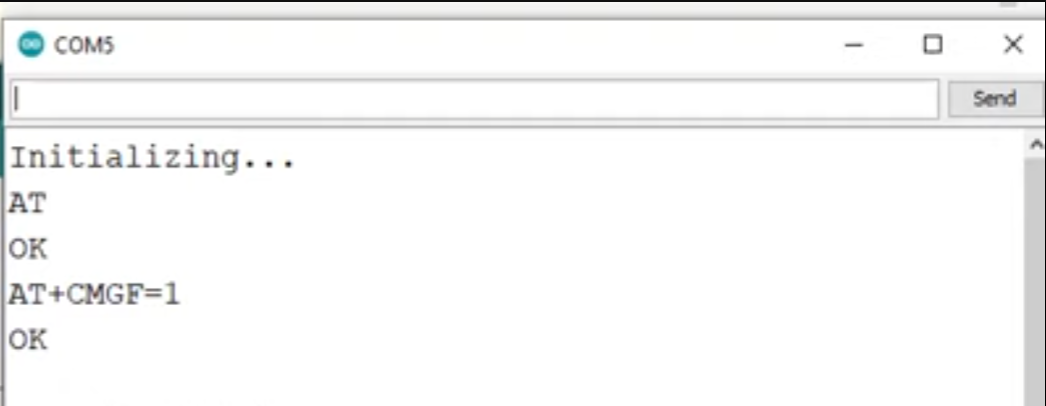 COM5
Send
Initializing...
AT
OK
AT+CMGF=1
OK